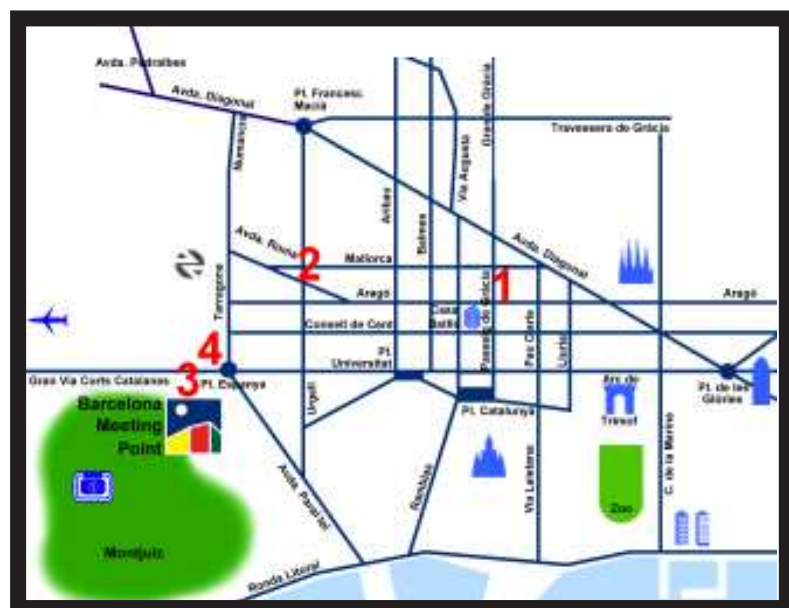 Avda. Pedralbes
Avda. Diagonal
Pl. Francesc
Macià
Travessera de Gràcia
Numancia
Gran de Gràcia
Via Augusta
Aribau
Balmes
Avda. Roma
2
Mallorca
Avda. Diagonal
1
Aragó
Aragó
Tarragona
Passeig de Gràcia
Casa
Batlló
Consell de Cent
Pau Claris
Lluria
4
Pl.
Universitat
Gran Via Corts Catalanes
3
Pl. Espanya
Urgell
Arc de
Triomf
Pl. de les
Glòries
Barcelona
Meeting
Point
Pl. Catalunya
Avda. Paral·lel
Ramblas
Via Laietana
C. de la Marina
Zoo
Montjuïc
Ronda Litoral